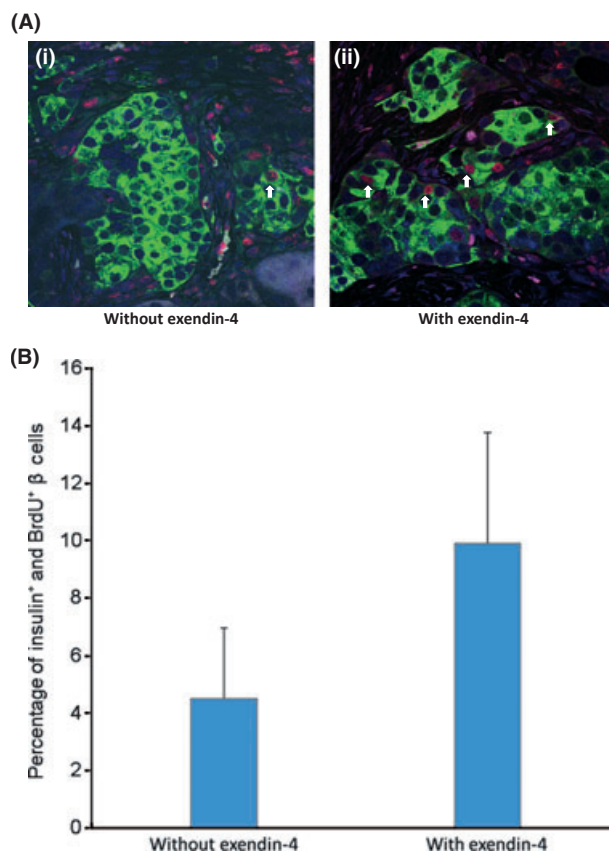 (A)
(i)
(ii)
Without exendin-4
With exendin-4
(B)
Percentage of insulin⁺ and BrdU⁺ β cells
16
14
12
10
8
6
4
2
0
Without exendin-4
With exendin-4